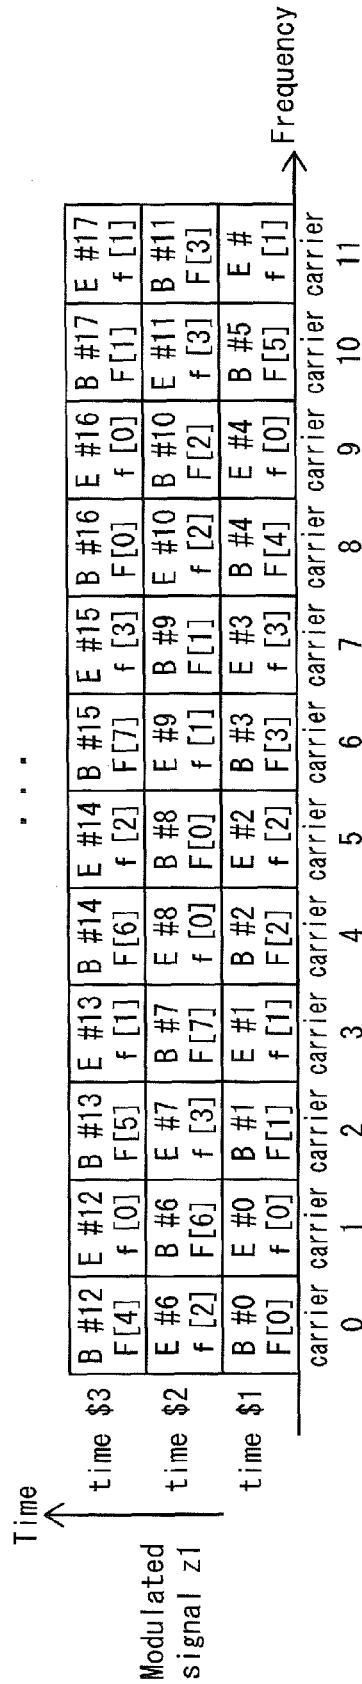 Time
. . .
time $3
B #12 E #12 B #13 E #13 B #14 E #14 B #15 E #15 B #16 E #16 B #17 E #17
F[4] f [0] F[5] f [1] F[6] f [2] F[7] f [3] F[0] f [0] F[1] f [1]
Modulated
signal z1
time $2
E #6 B #6 E #7 B #7 E #8 B #8 E #9 B #9 E #10 B #10 E #11 B #11
f [2] F[6] f [3] F[7] f [0] F[0] f [1] F[1] f [2] F[2] f [3] F[3]
time $1
B #0 E #0 B #1 E #1 B #2 E #2 B #3 E #3 B #4 E #4 B #5 E #
F[0] f [0] F[1] f [1] F[2] f [2] F[3] f [3] F[4] f [0] F[5] f [1]
Frequency
carrier carrier carrier carrier carrier carrier carrier carrier carrier carrier carrier carrier
0 1 2 3 4 5 6 7 8 9 10 11